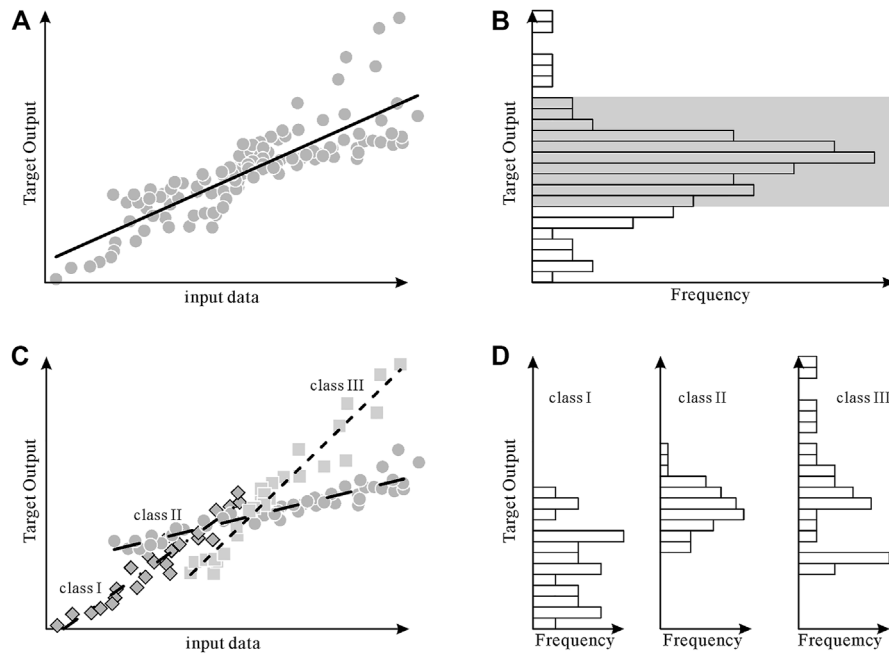 A
Target Output
input data
B
Target Output
Frequency
C
Target Output
class III
class II
class I
input data
D
Target Output
class I
class II
class III
Frequency
Frequency
Frequemcy